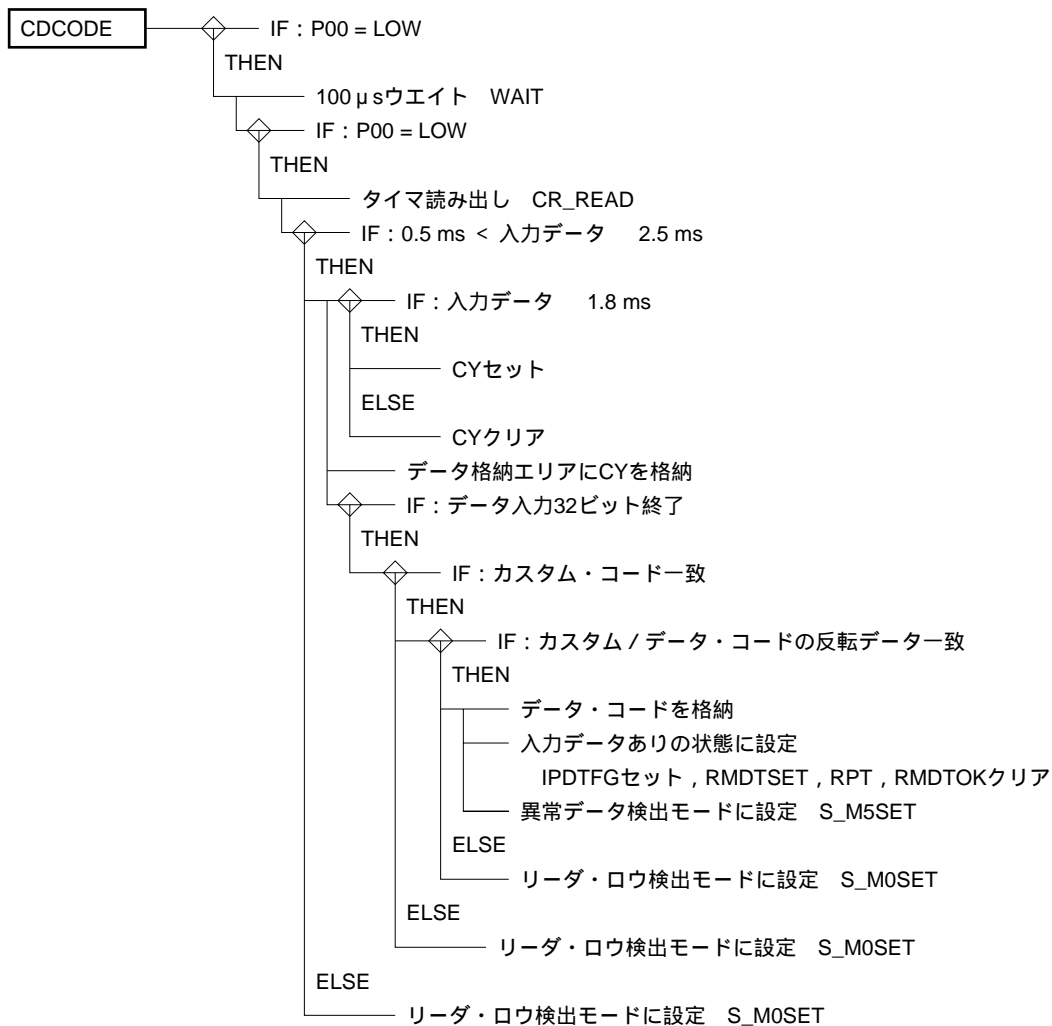 CDCODE IF : P00 = LOW
THEN
100 μsウエイト WAIT
IF : P00 = LOW
THEN
タイマ読み出し CR_READ
IF : 0.5 ms < 入力データ 2.5 ms
THEN
IF : 入力データ 1.8 ms
THEN
CYセット
ELSE
CYクリア
データ格納エリアにCYを格納
IF : データ入力32ビット終了
THEN
IF : カスタム・コード一致
THEN
IF : カスタム / データ・コードの反転データ一致
THEN
データ・コードを格納
入力データありの状態に設定
IPDTFGセット , RMDTSET , RPT , RMDTOKクリア
異常データ検出モードに設定 S_M5SET
ELSE
リーダ・ロウ検出モードに設定 S_M0SET
ELSE
リーダ・ロウ検出モードに設定 S_M0SET
ELSE
リーダ・ロウ検出モードに設定 S_M0SET